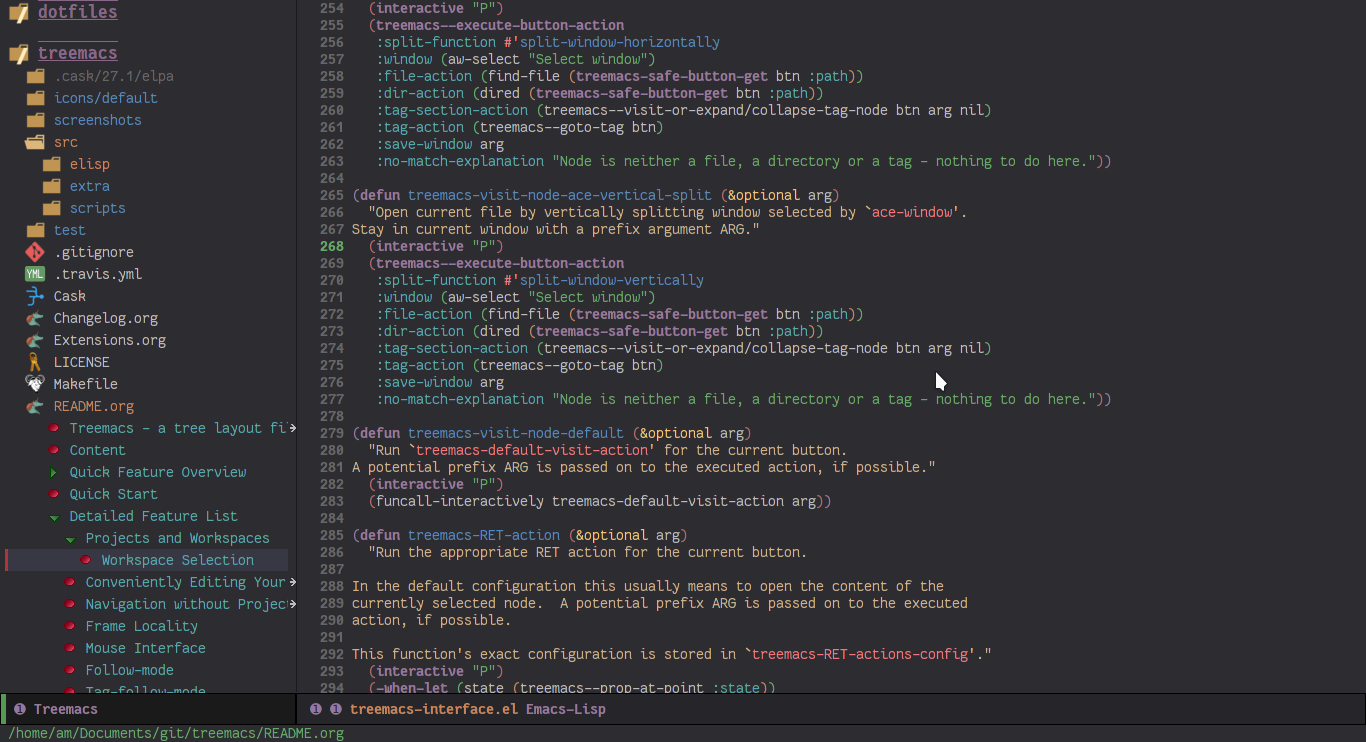 dotfiles
treemacs
.cask/27.1/elpa
icons/default
screenshots
src
elisp
extra
scripts
test
.gitignore
YML .travis.yml
Cask
Changelog.org
Extensions.org
LICENSE
Makefile
README.org
Treemacs - a tree layout fi
Content
Quick Feature Overview
Quick Start
Detailed Feature List
Projects and Workspaces
Workspace Selection
Conveniently Editing Your
Navigation without Projec
Frame Locality
Mouse Interface
Follow-mode
Tag-follow-mode
254   (interactive "P")
255   (treemacs--execute-button-action
256    :split-function #'split-window-horizontally
257    :window (aw-select "Select window")
258    :file-action (find-file (treemacs-safe-button-get btn :path))
259    :dir-action (dired (treemacs-safe-button-get btn :path))
260    :tag-section-action (treemacs--visit-or-expand/collapse-tag-node btn arg nil)
261    :tag-action (treemacs--goto-tag btn)
262    :save-window arg
263    :no-match-explanation "Node is neither a file, a directory or a tag - nothing to do here."))
264
265 (defun treemacs-visit-node-ace-vertical-split (&optional arg)
266   "Open current file by vertically splitting window selected by `ace-window'.
267 Stay in current window with a prefix argument ARG."
268   (interactive "P")
269   (treemacs--execute-button-action
270    :split-function #'split-window-vertically
271    :window (aw-select "Select window")
272    :file-action (find-file (treemacs-safe-button-get btn :path))
273    :dir-action (dired (treemacs-safe-button-get btn :path))
274    :tag-section-action (treemacs--visit-or-expand/collapse-tag-node btn arg nil)
275    :tag-action (treemacs--goto-tag btn)
276    :save-window arg
277    :no-match-explanation "Node is neither a file, a directory or a tag - nothing to do here."))
278
279 (defun treemacs-visit-node-default (&optional arg)
280   "Run `treemacs-default-visit-action' for the current button.
281 A potential prefix ARG is passed on to the executed action, if possible."
282   (interactive "P")
283   (funcall-interactively treemacs-default-visit-action arg))
284
285 (defun treemacs-RET-action (&optional arg)
286   "Run the appropriate RET action for the current button.
287
288 In the default configuration this usually means to open the content of the
289 currently selected node.  A potential prefix ARG is passed on to the executed
290 action, if possible.
291
292 This function's exact configuration is stored in `treemacs-RET-actions-config'."
293   (interactive "P")
294   (-when-let (state (treemacs--prop-at-point :state))
❶ Treemacs
❶ ❶ treemacs-interface.el Emacs-Lisp
/home/am/Documents/git/treemacs/README.org